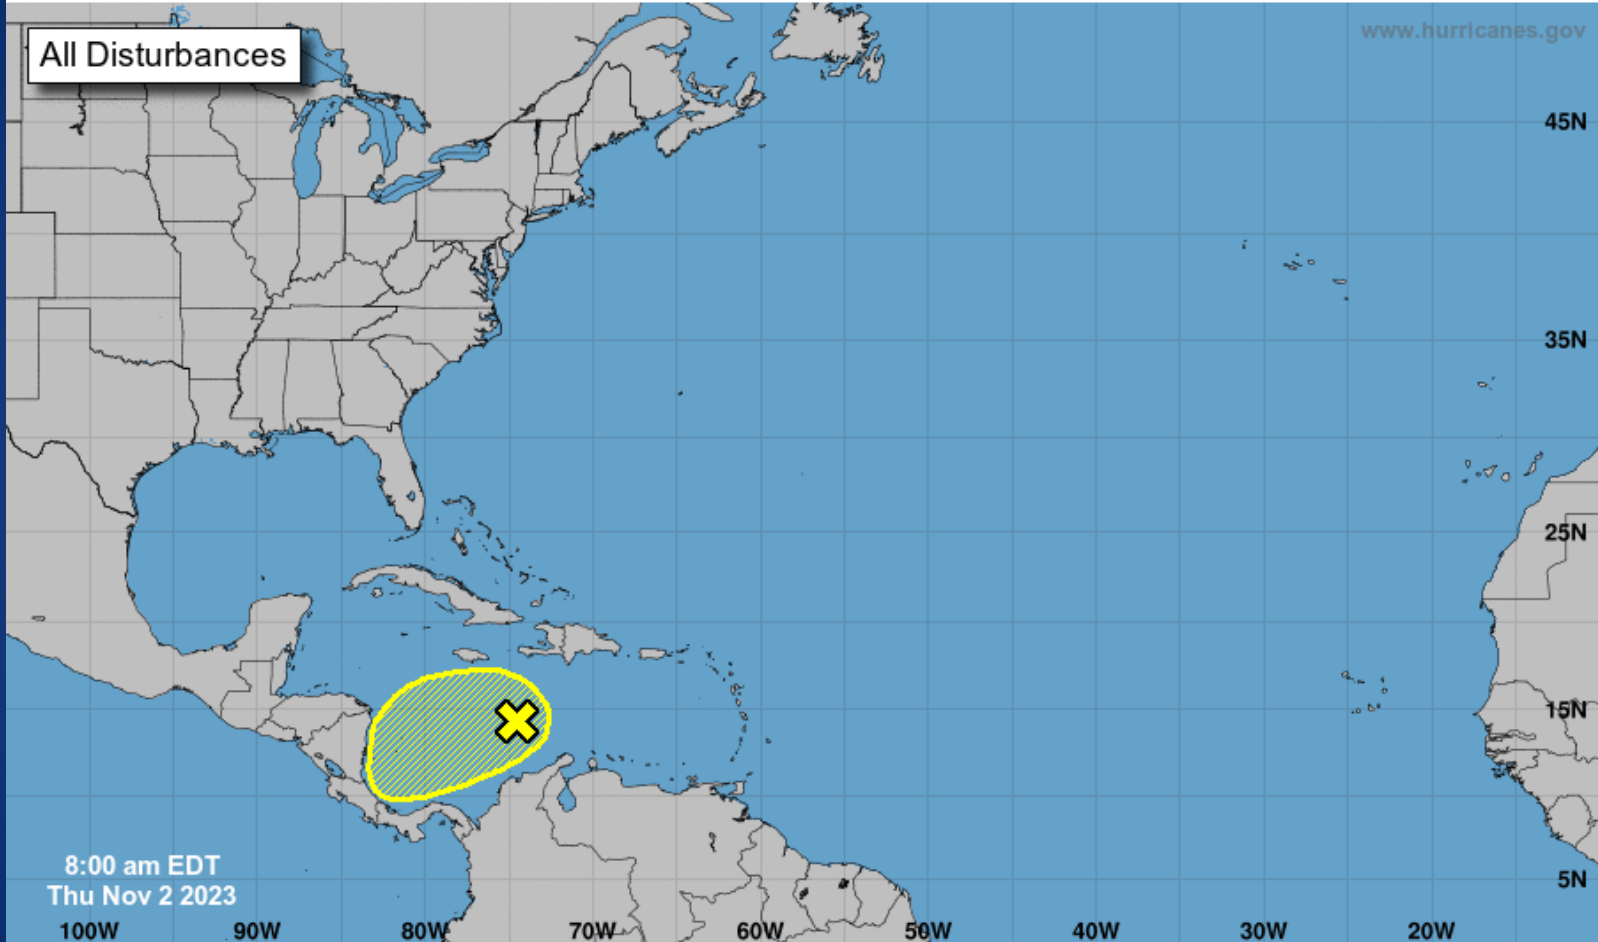 All Disturbances
www.hurricanes.gov
45N
35N
25N
15N
5N
8:00 am EDT
Thu Nov 2 2023
100W 90W 80W 70W 60W 50W 40W 30W 20W